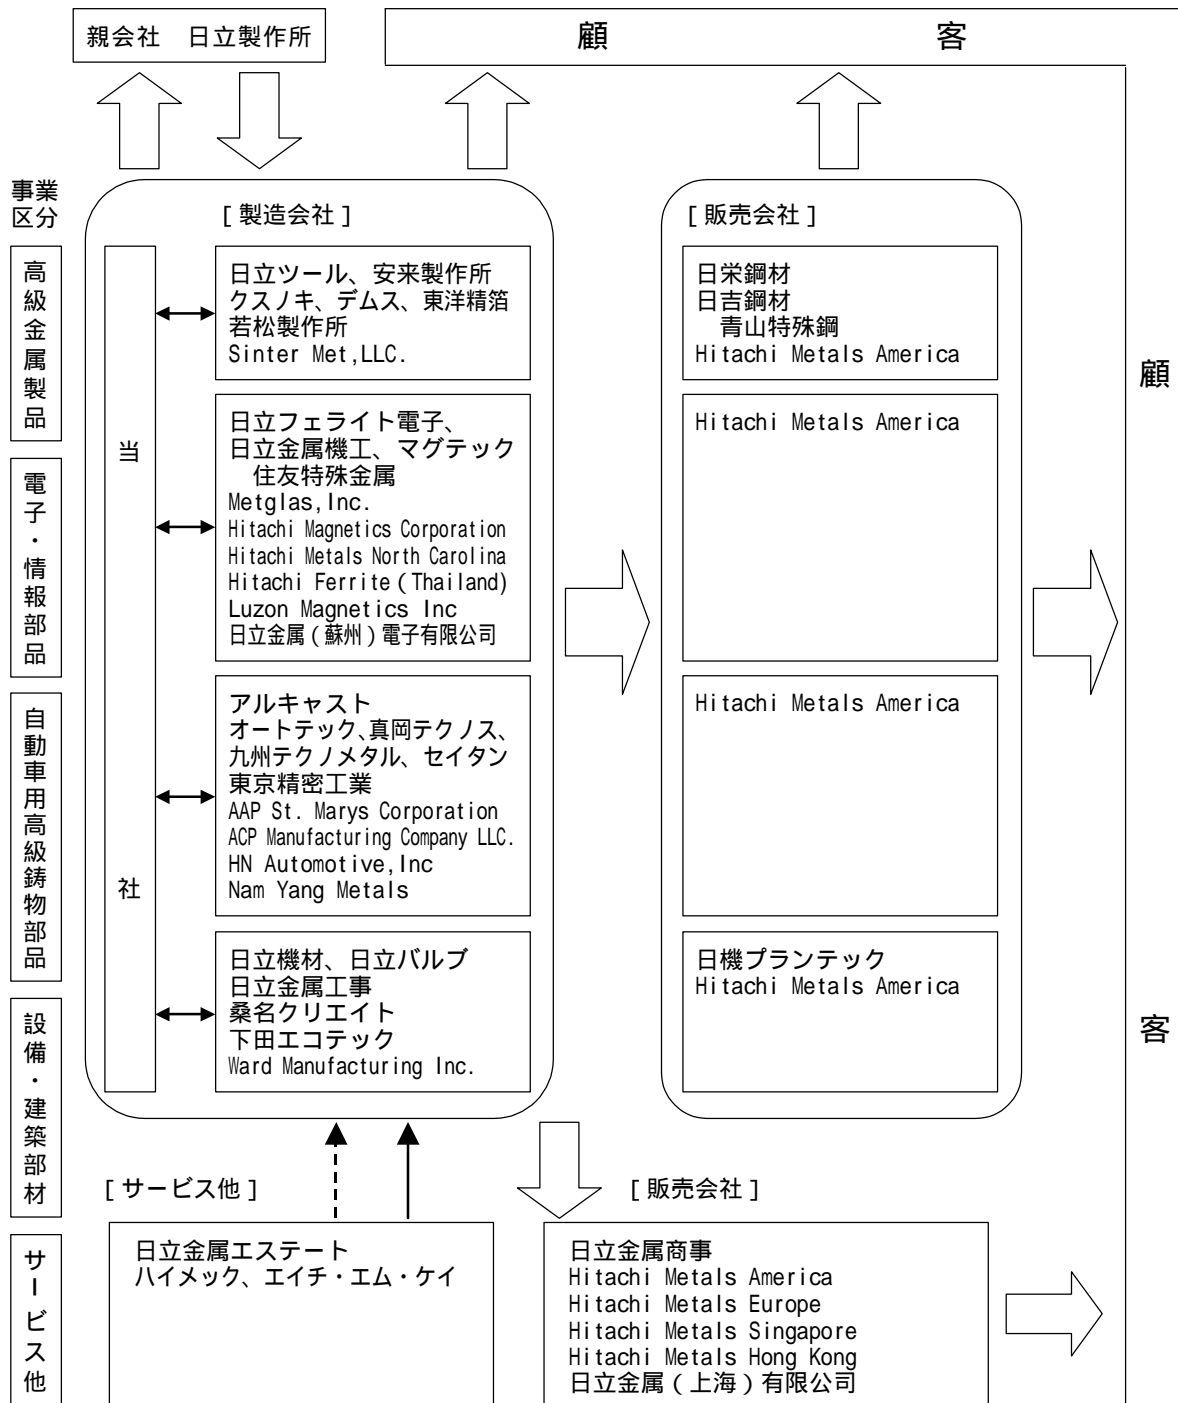 親会社　日立製作所
顧　客
事業
区分
[ 製造会社 ]
[ 販売会社 ]
高級金属製品
電子・情報部品
自動車用高級鋳物部品
設備・建築部材
サービス他
当　社
日立ツール、安来製作所
クスノキ、デムス、東洋精箔
若松製作所
Sinter Met,LLC.
日栄鋼材
日吉鋼材
青山特殊鋼
Hitachi Metals America
日立フェライト電子、
日立金属機工、マグテック
住友特殊金属
Metglas,Inc.
Hitachi Magnetics Corporation
Hitachi Metals North Carolina
Hitachi Ferrite(Thailand)
Luzon Magnetics Inc
日立金属(蘇州)電子有限公司
Hitachi Metals America
アルキャスト
オートテック、真岡テクノス、
九州テクノメタル、セイタン
東京精密工業
AAP St. Marys Corporation
ACP Manufacturing Company LLC.
HN Automotive,Inc
Nam Yang Metals
Hitachi Metals America
日立機材、日立バルブ
日立金属工事
桑名クリエイト
下田エコテック
Ward Manufacturing Inc.
日機プランテック
Hitachi Metals America
顧　客
[ サービス他 ]
[ 販売会社 ]
日立金属エステート
ハイメック、エイチ・エム・ケイ
日立金属商事
Hitachi Metals America
Hitachi Metals Europe
Hitachi Metals Singapore
Hitachi Metals Hong Kong
日立金属(上海)有限公司